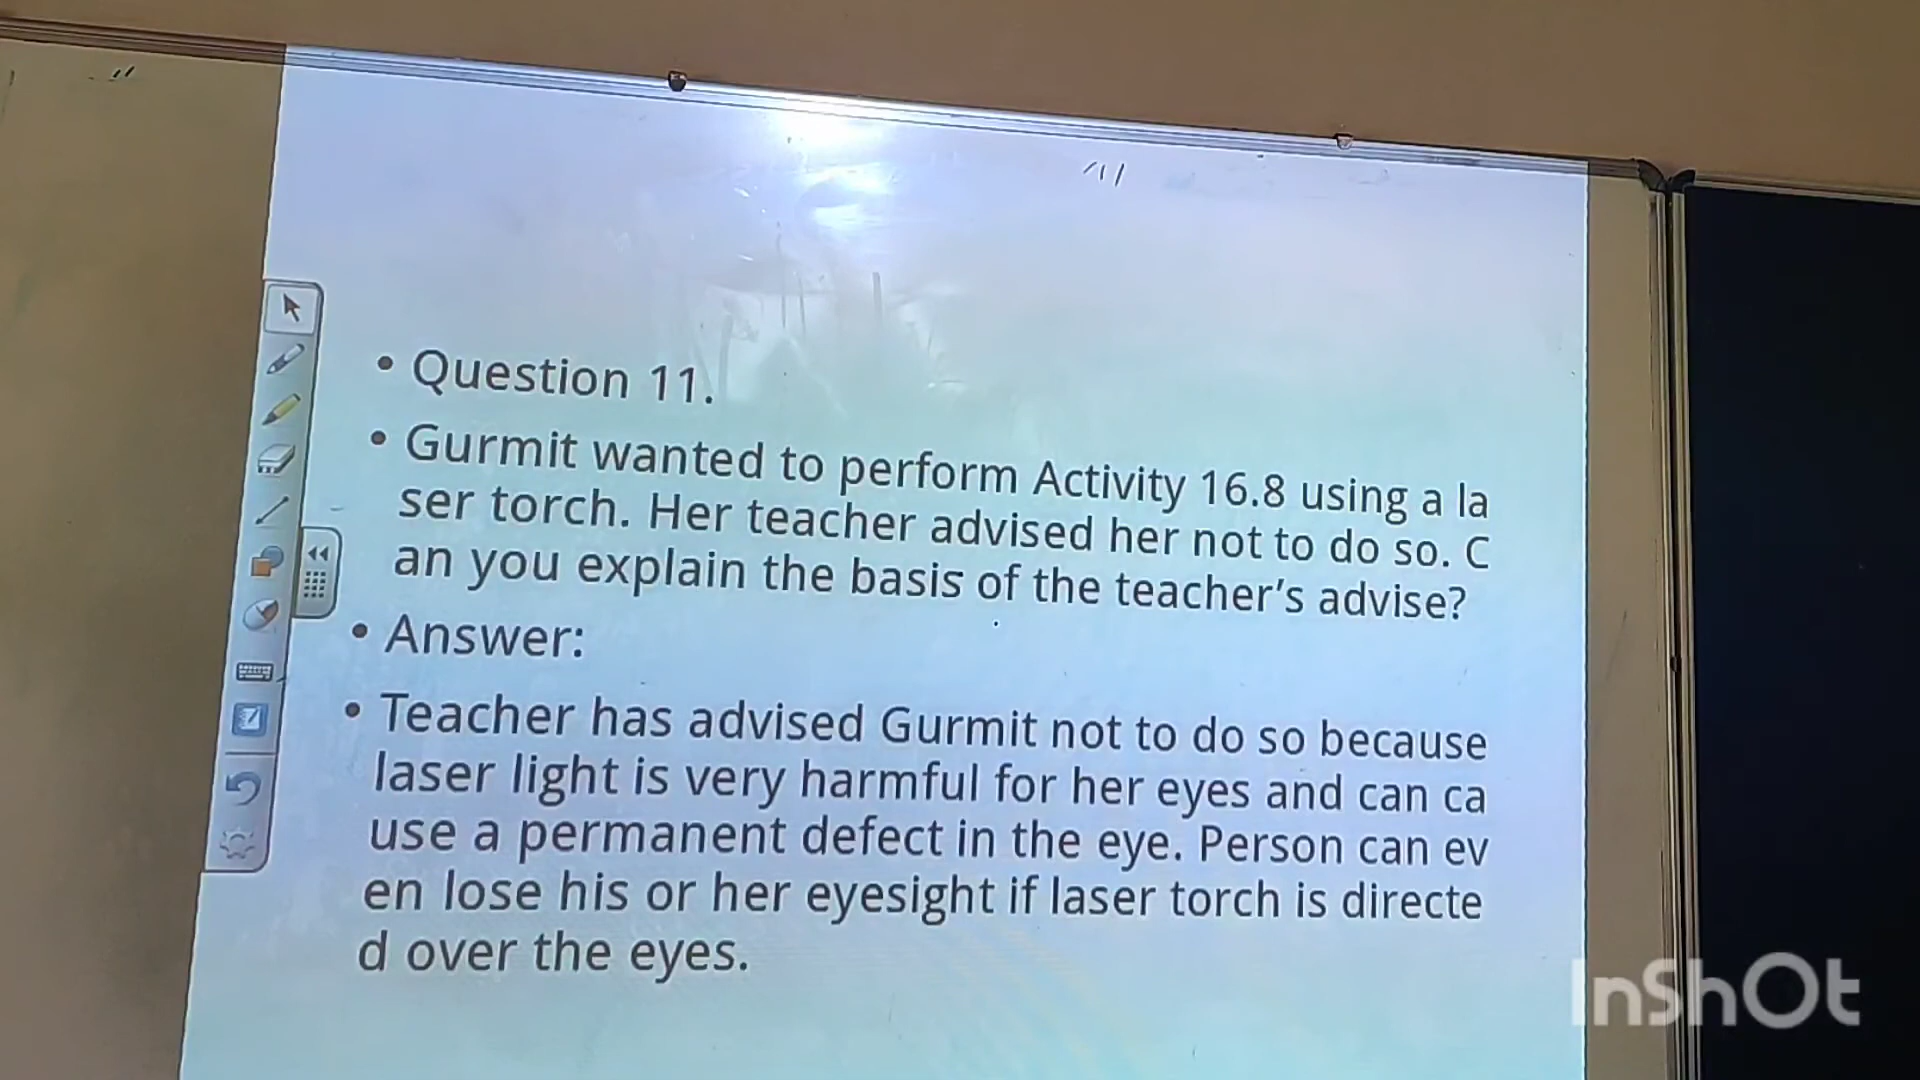 • Question 11.
• Gurmit wanted to perform Activity 16.8 using a la
ser torch. Her teacher advised her not to do so. C
an you explain the basis of the teacher's advise?
• Answer:
• Teacher has advised Gurmit not to do so because
laser light is very harmful for her eyes and can ca
use a permanent defect in the eye. Person can ev
en lose his or her eyesight if laser torch is directe
d over the eyes.
InShOt